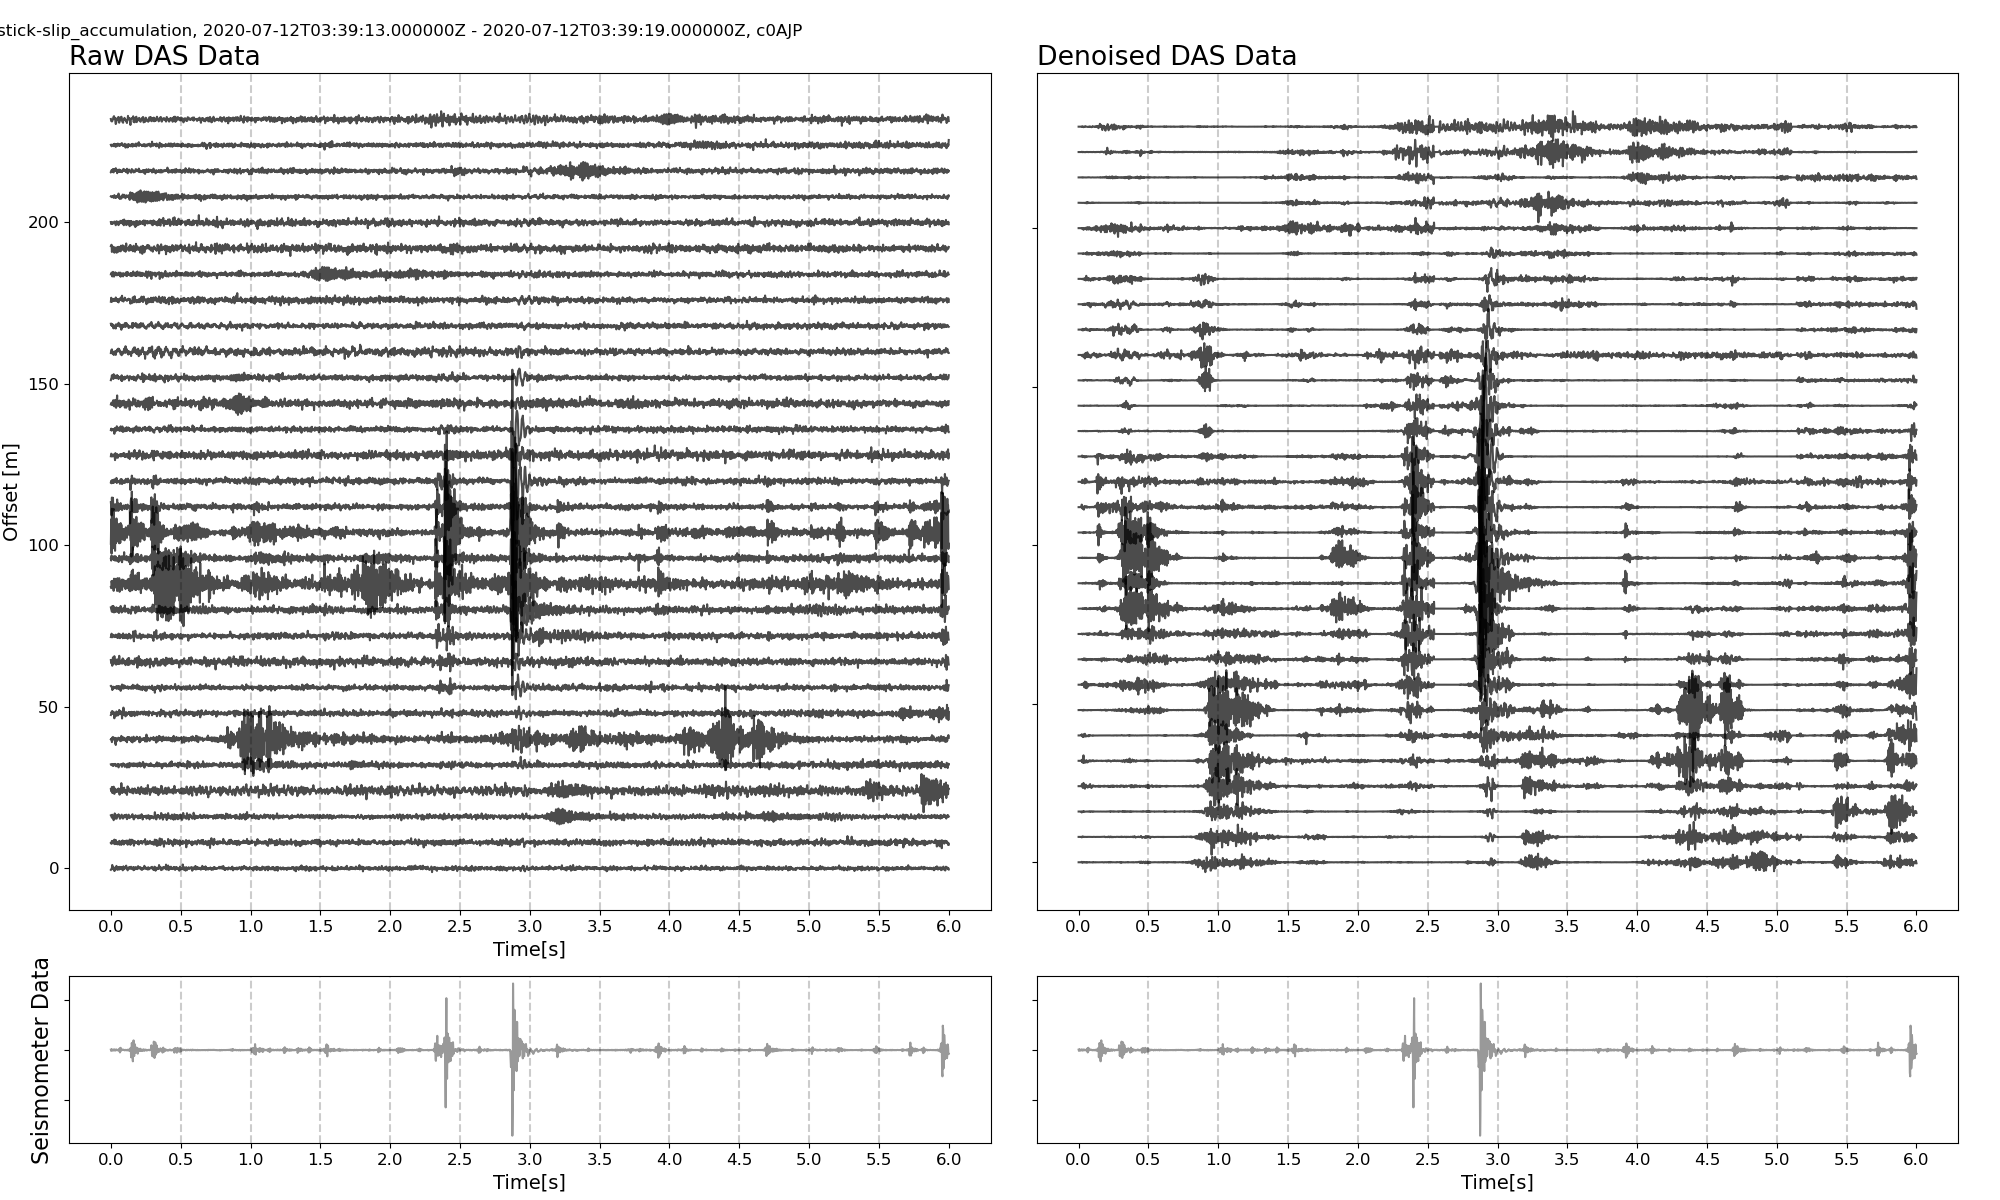 stick-slip_accumulation, 2020-07-12T03:39:13.000000Z - 2020-07-12T03:39:19.000000Z, c0AJP
Raw DAS Data
Denoised DAS Data
Offset [m]
200
150
100
50
0
0.0 0.5 1.0 1.5 2.0 2.5 3.0 3.5 4.0 4.5 5.0 5.5 6.0
Time[s]
0.0 0.5 1.0 1.5 2.0 2.5 3.0 3.5 4.0 4.5 5.0 5.5 6.0
Seismometer Data
0.0 0.5 1.0 1.5 2.0 2.5 3.0 3.5 4.0 4.5 5.0 5.5 6.0
Time[s]
0.0 0.5 1.0 1.5 2.0 2.5 3.0 3.5 4.0 4.5 5.0 5.5 6.0
Time[s]